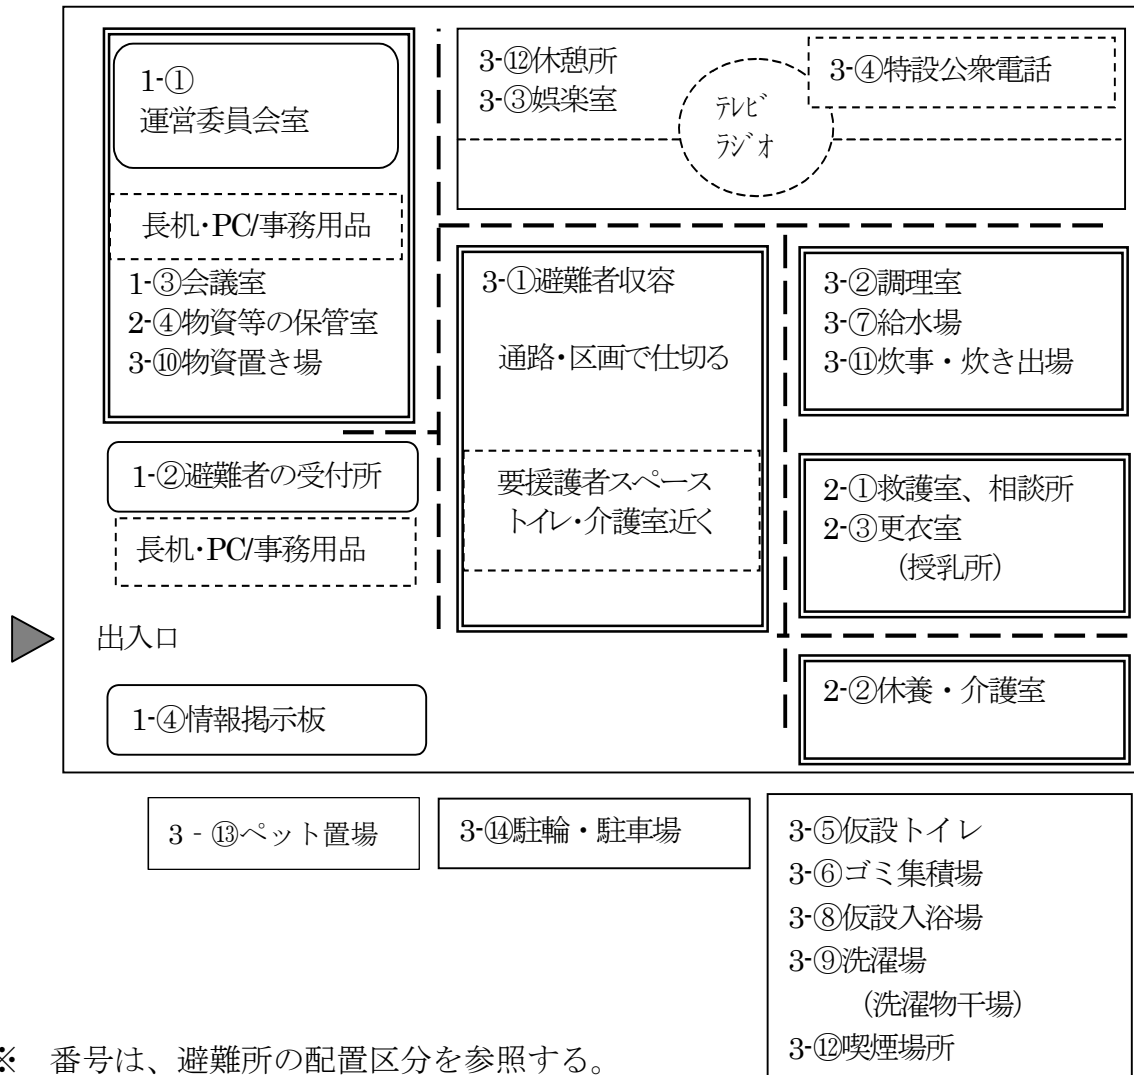 1-①
運営委員会室
長机・PC/事務用品
1-③会議室
2-④物資等の保管室
3-⑩物資置き場
1-②避難者の受付所
長机・PC/事務用品
出入口
1-④情報掲示板
3-⑫休憩所
3-③娯楽室
テレビ
ラジオ
3-④特設公衆電話
3-①避難者収容
通路・区画で仕切る
要援護者スペース
トイレ・介護室近く
3-②調理室
3-⑦給水場
3-⑪炊事・炊き出場
2-①救護室、相談所
2-③更衣室
(授乳所)
2-②休養・介護室
3‐⑬ペット置場
3-⑭駐輪・駐車場
3-⑤仮設トイレ
3-⑥ゴミ集積場
3-⑧仮設入浴場
3-⑨洗濯場
(洗濯物干場)
3-⑫喫煙場所
※ 番号は、避難所の配置区分を参照する。